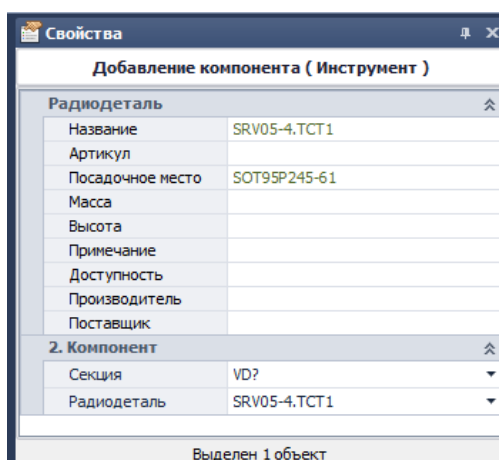 Свойства
Добавление компонента ( Инструмент )
Радиодеталь
Название SRV05-4.TCT1
Артикул
Посадочное место SOT95P245-61
Масса
Высота
Примечание
Доступность
Производитель
Поставщик
2. Компонент
Секция VD?
Радиодеталь SRV05-4.TCT1
Выделен 1 объект